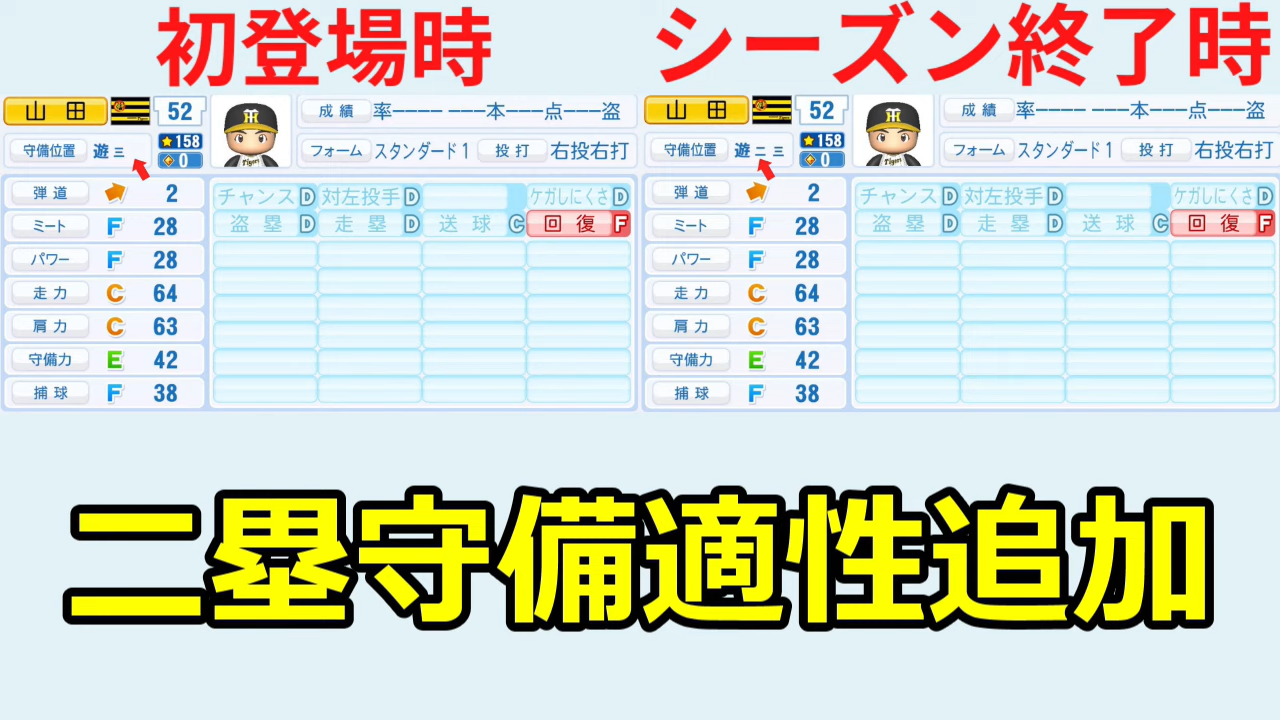 初登場時
山田 52
守備位置 遊三 ★158 0
成績 率---- ---本---点---盗
フォーム スタンダード1 投打 右投右打
弾道 2
ミート F 28
パワー F 28
走力 C 64
肩力 C 63
守備力 E 42
捕球 F 38
チャンス D 対左投手 D ケガしにくさ D
盗塁 D 走塁 D 送球 C 回復 F
シーズン終了時
山田 52
守備位置 遊二三 ★158 0
成績 率---- ---本---点---盗
フォーム スタンダード1 投打 右投右打
弾道 2
ミート F 28
パワー F 28
走力 C 64
肩力 C 63
守備力 E 42
捕球 F 38
チャンス D 対左投手 D ケガしにくさ D
盗塁 D 走塁 D 送球 C 回復 F
二塁守備適性追加